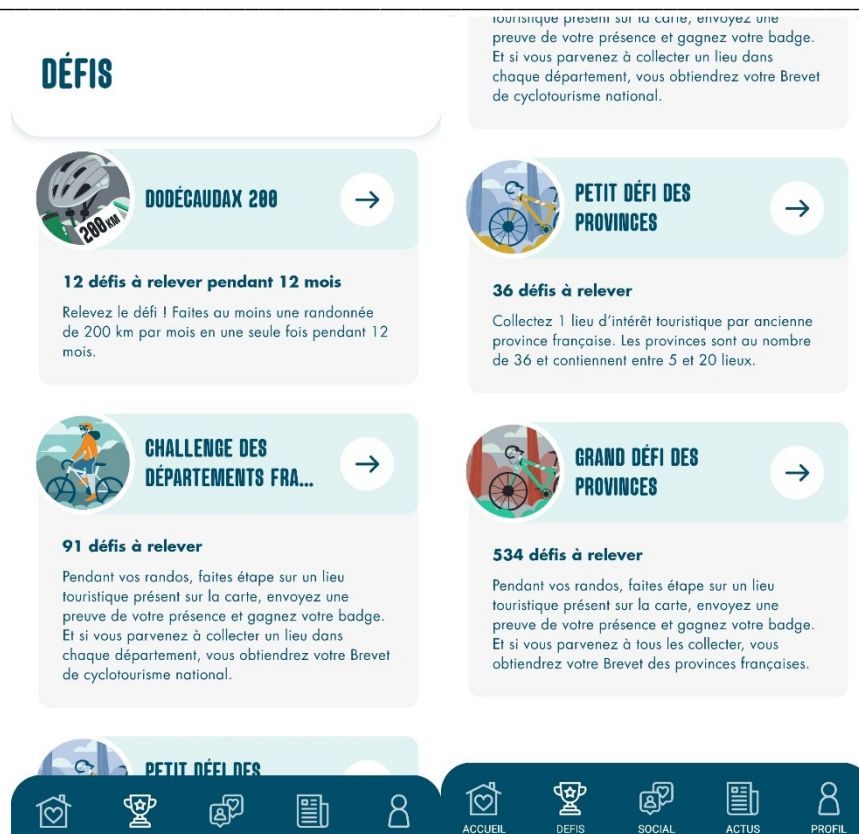 DÉFIS
DODÉCAUDAX 200
200 KM
12 défis à relever pendant 12 mois
Relevez le défi ! Faites au moins une randonnée
de 200 km par mois en une seule fois pendant 12
mois.
CHALLENGE DES
DÉPARTEMENTS FRA...
91 défis à relever
Pendant vos randos, faites étape sur un lieu
touristique présent sur la carte, envoyez une
preuve de votre présence et gagnez votre badge.
Et si vous parvenez à collecter un lieu dans
chaque département, vous obtiendrez votre Brevet
de cyclotourisme national.
PETIT DÉFI DES
touristique présent sur la carte, envoyez une
preuve de votre présence et gagnez votre badge.
Et si vous parvenez à collecter un lieu dans
chaque département, vous obtiendrez votre Brevet
de cyclotourisme national.
PETIT DÉFI DES
PROVINCES
36 défis à relever
Collectez 1 lieu d'intérêt touristique par ancienne
province française. Les provinces sont au nombre
de 36 et contiennent entre 5 et 20 lieux.
GRAND DÉFI DES
PROVINCES
534 défis à relever
Pendant vos randos, faites étape sur un lieu
touristique présent sur la carte, envoyez une
preuve de votre présence et gagnez votre badge.
Et si vous parvenez à tous les collecter, vous
obtiendrez votre Brevet des provinces françaises.
ACCUEIL
DEFIS
SOCIAL
ACTUS
PROFIL